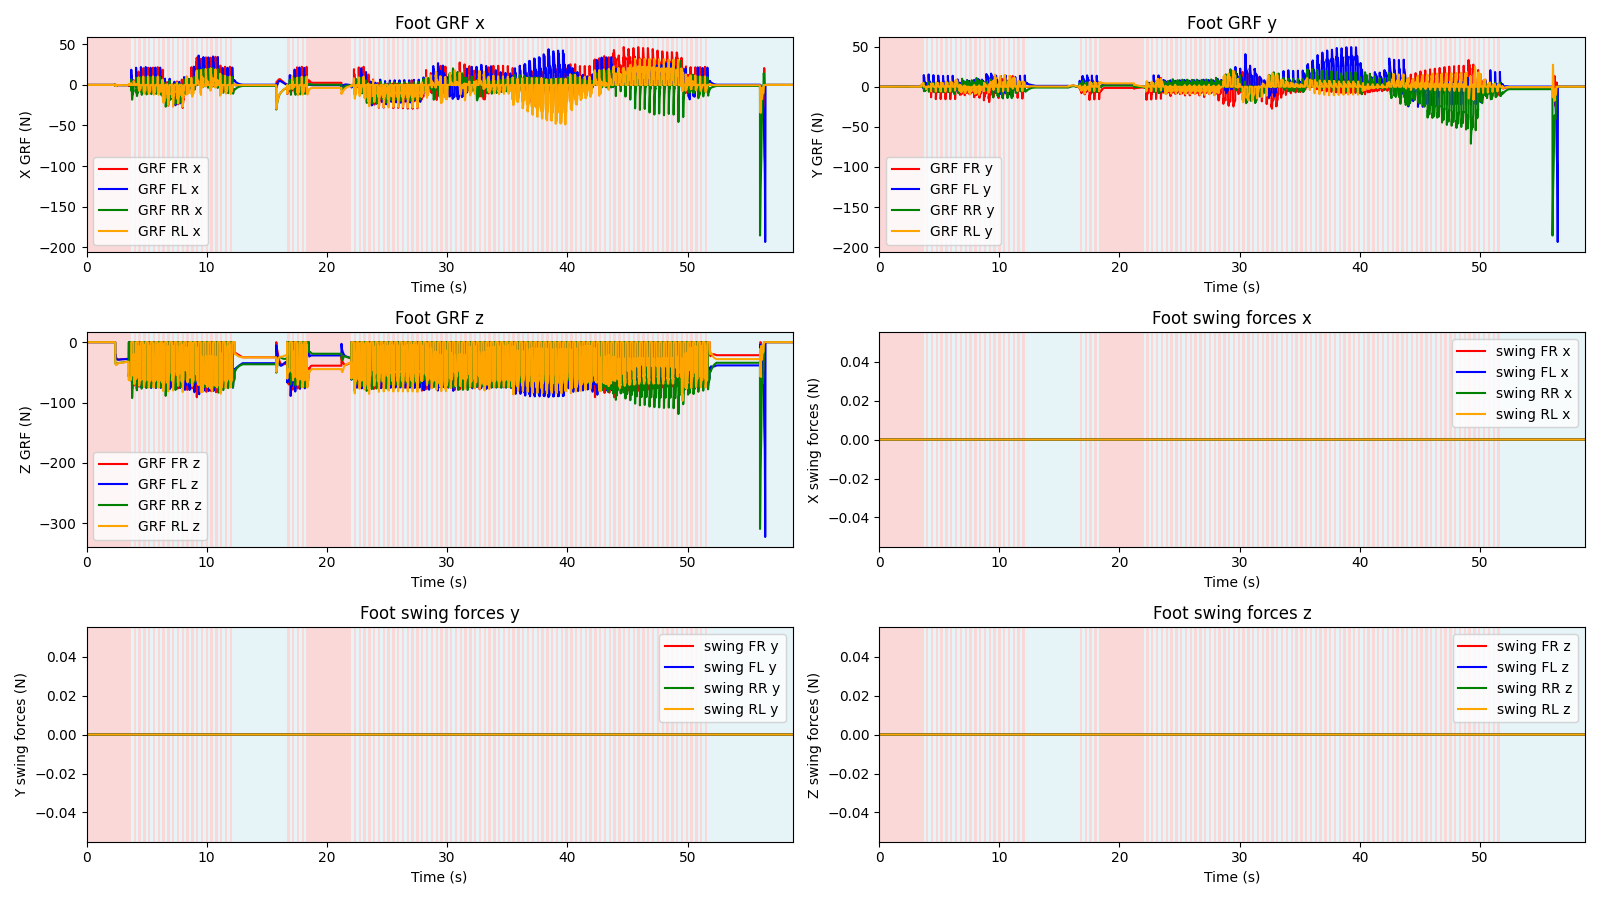 Foot GRF x
X GRF (N)
50
0
−50
−100
−150
−200
GRF FR x
GRF FL x
GRF RR x
GRF RL x
0 10 20 30 40 50
Time (s)
Foot GRF y
Y GRF (N)
50
0
−50
−100
−150
−200
GRF FR y
GRF FL y
GRF RR y
GRF RL y
0 10 20 30 40 50
Time (s)
Foot GRF z
Z GRF (N)
0
−100
−200
−300
GRF FR z
GRF FL z
GRF RR z
GRF RL z
0 10 20 30 40 50
Time (s)
Foot swing forces x
X swing forces (N)
0.04
0.02
0.00
−0.02
−0.04
swing FR x
swing FL x
swing RR x
swing RL x
0 10 20 30 40 50
Time (s)
Foot swing forces y
Y swing forces (N)
0.04
0.02
0.00
−0.02
−0.04
swing FR y
swing FL y
swing RR y
swing RL y
0 10 20 30 40 50
Time (s)
Foot swing forces z
Z swing forces (N)
0.04
0.02
0.00
−0.02
−0.04
swing FR z
swing FL z
swing RR z
swing RL z
0 10 20 30 40 50
Time (s)